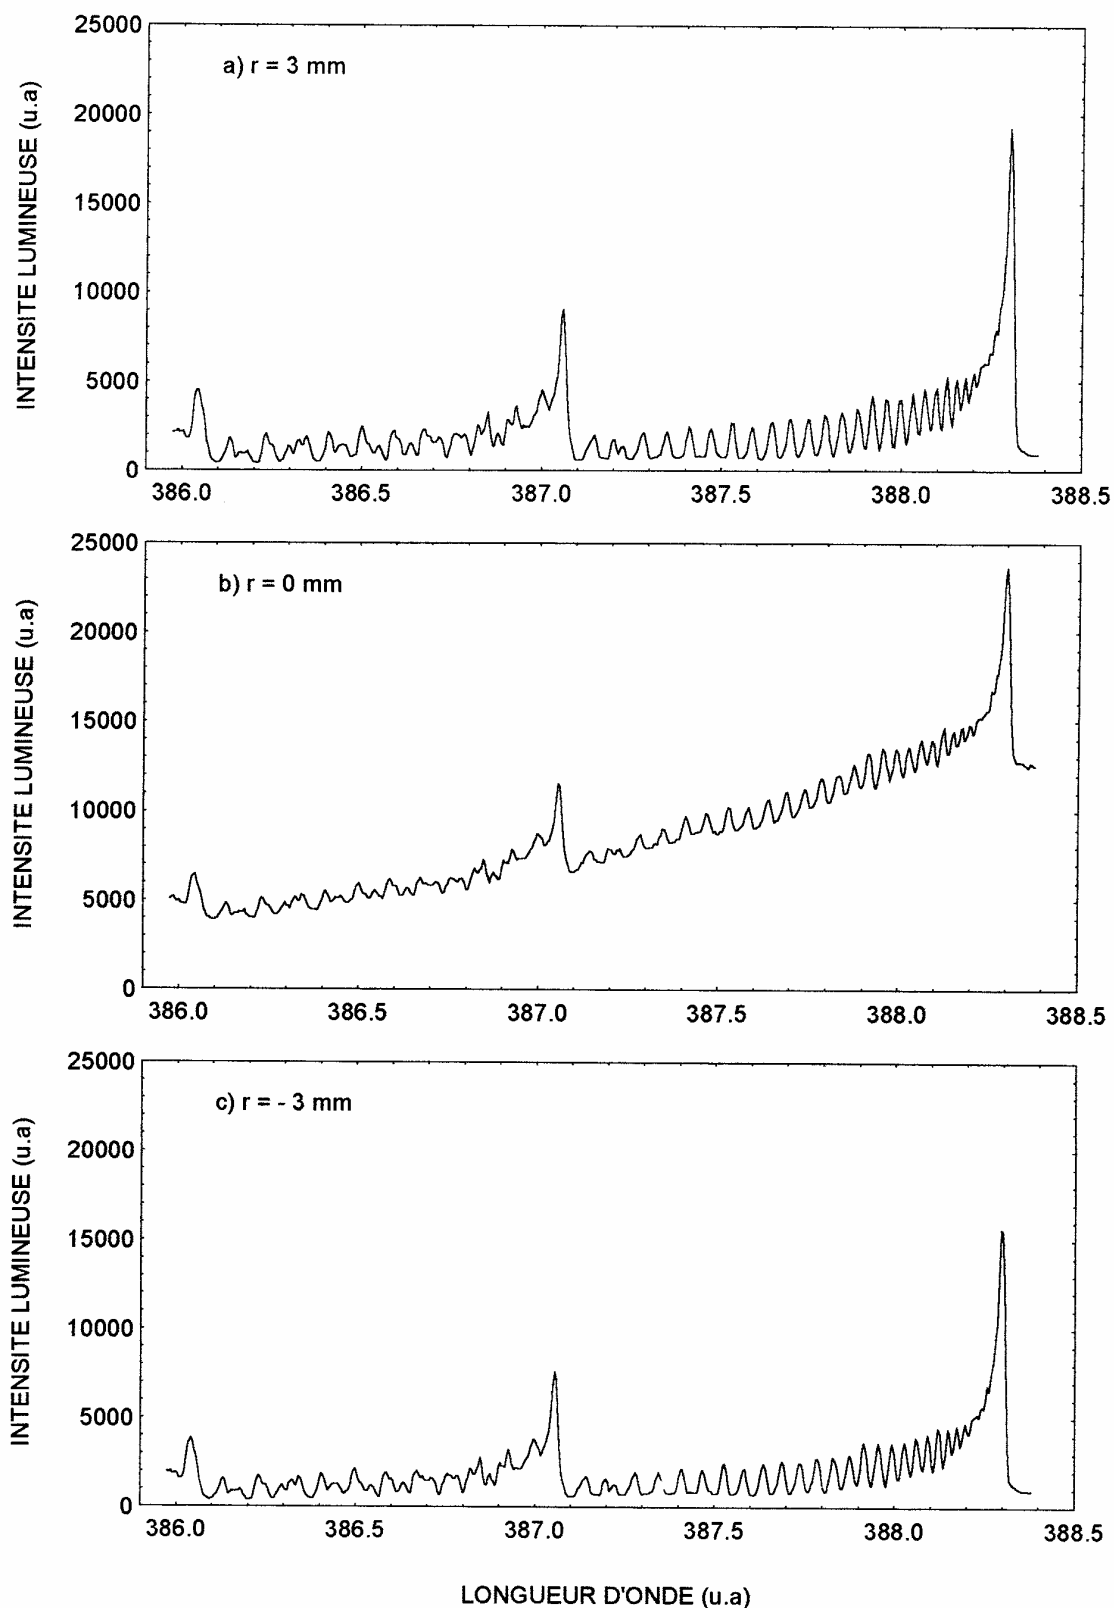 INTENSITE LUMINEUSE (u.a)
25000
20000
15000
10000
5000
0
a) r = 3 mm
386.0 386.5 387.0 387.5 388.0 388.5
INTENSITE LUMINEUSE (u.a)
25000
20000
15000
10000
5000
0
b) r = 0 mm
386.0 386.5 387.0 387.5 388.0 388.5
INTENSITE LUMINEUSE (u.a)
25000
20000
15000
10000
5000
0
c) r = - 3 mm
386.0 386.5 387.0 387.5 388.0 388.5
LONGUEUR D'ONDE (u.a)